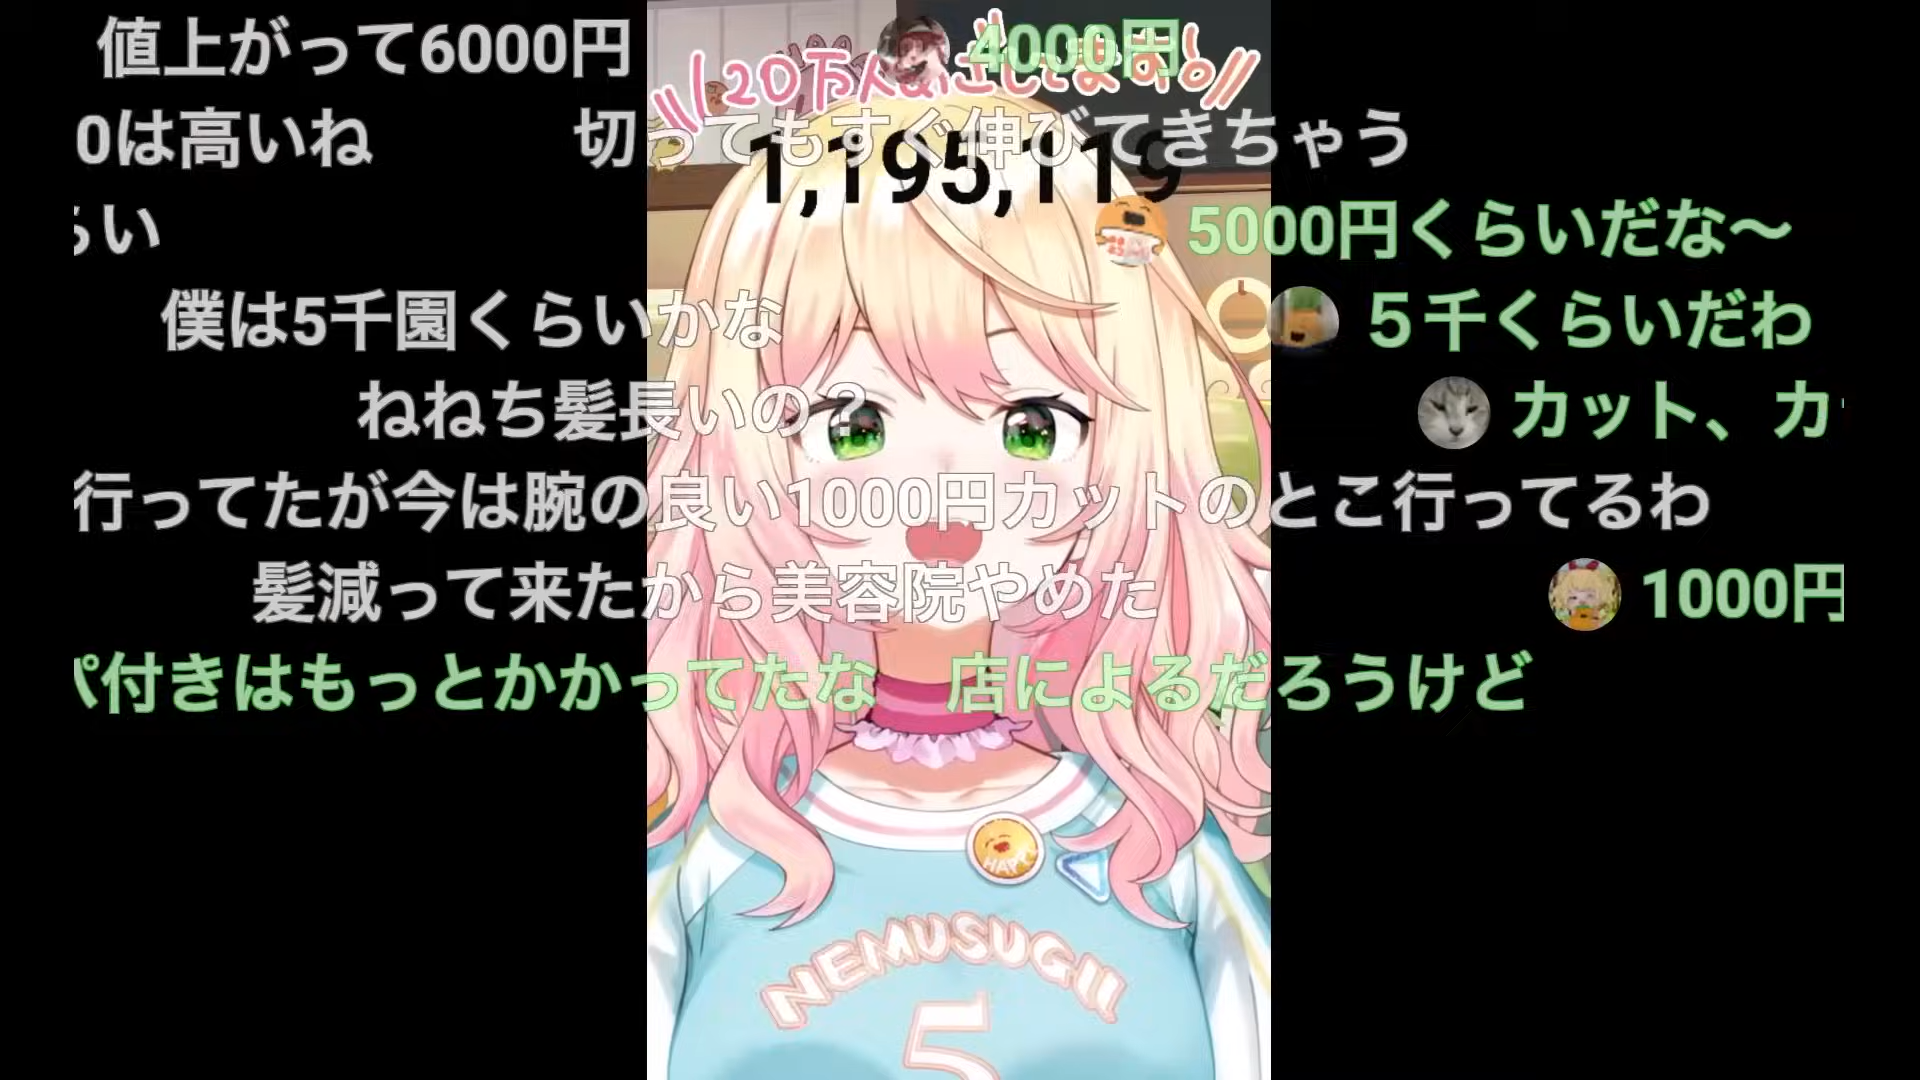 値上がって6000円
4000円
120万人めざしてます！
0は高いね
切ってもすぐ伸びてきちゃう
1,195,119
らい
5000円くらいだな〜
僕は5千園くらいかな
５千くらいだわ
ねねち髪長いの？
カット、カ
行ってたが今は腕の良い1000円カットのとこ行ってるわ
髪減って来たから美容院やめた
1000円
付きはもっとかかってたな　店によるだろうけど
HAPPY
NEMUSUGI
5